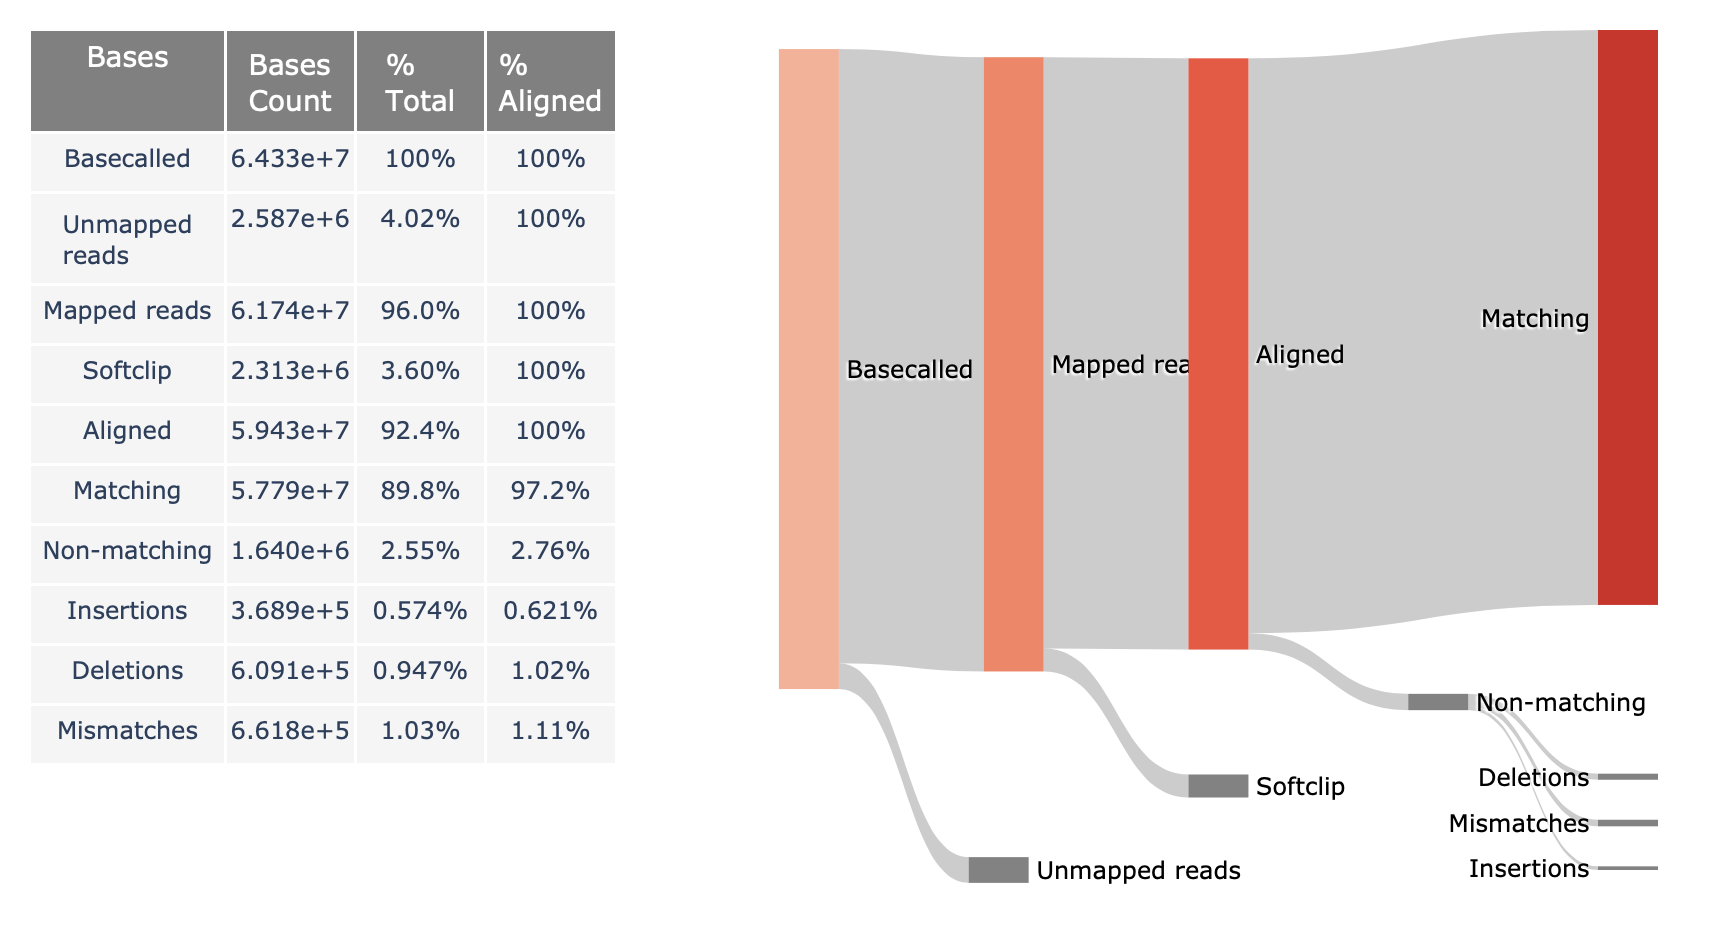 Bases Bases Count % Total % Aligned
Basecalled 6.433e+7 100% 100%
Unmapped reads 2.587e+6 4.02% 100%
Mapped reads 6.174e+7 96.0% 100%
Softclip 2.313e+6 3.60% 100%
Aligned 5.943e+7 92.4% 100%
Matching 5.779e+7 89.8% 97.2%
Non-matching 1.640e+6 2.55% 2.76%
Insertions 3.689e+5 0.574% 0.621%
Deletions 6.091e+5 0.947% 1.02%
Mismatches 6.618e+5 1.03% 1.11%
Basecalled
Mapped rea
Aligned
Matching
Non-matching
Deletions
Softclip
Mismatches
Unmapped reads
Insertions